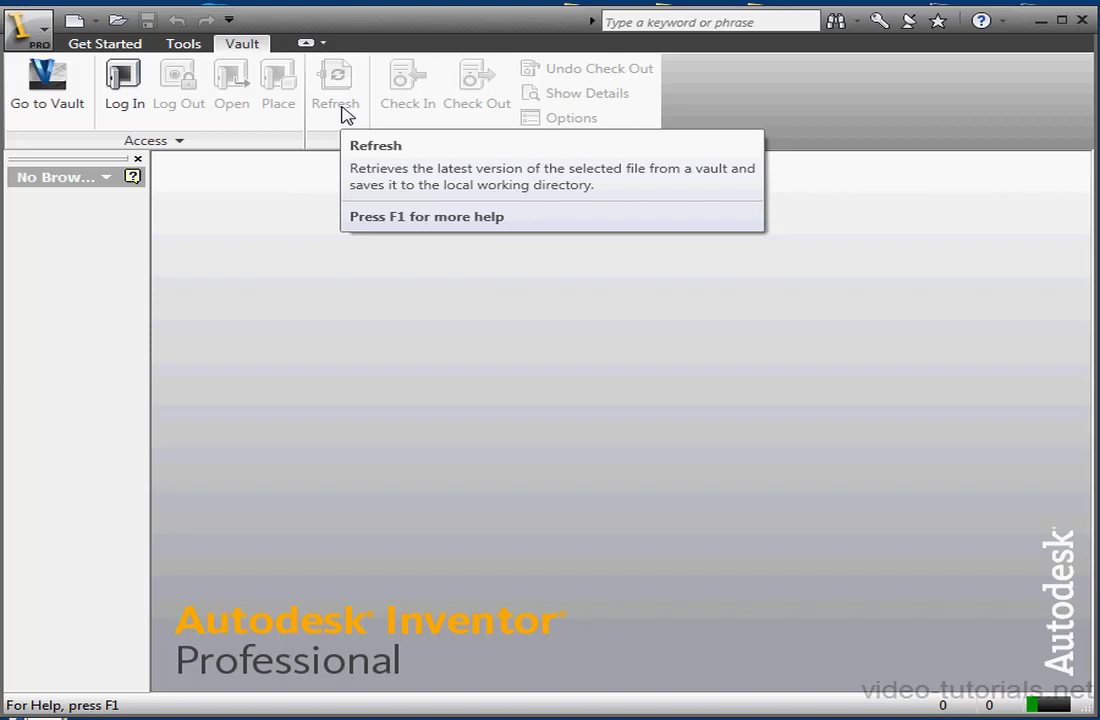 Type a keyword or phrase
PRO
Get Started
Tools
Vault
Go to Vault
Log In
Log Out
Open
Place
Refresh
Check In
Check Out
Undo Check Out
Show Details
Options
Access
No Brow...
Refresh
Retrieves the latest version of the selected file from a vault and
saves it to the local working directory.
Press F1 for more help
Autodesk® Inventor®
Professional
Autodesk®
video-tutorials.net
For Help, press F1
0
0